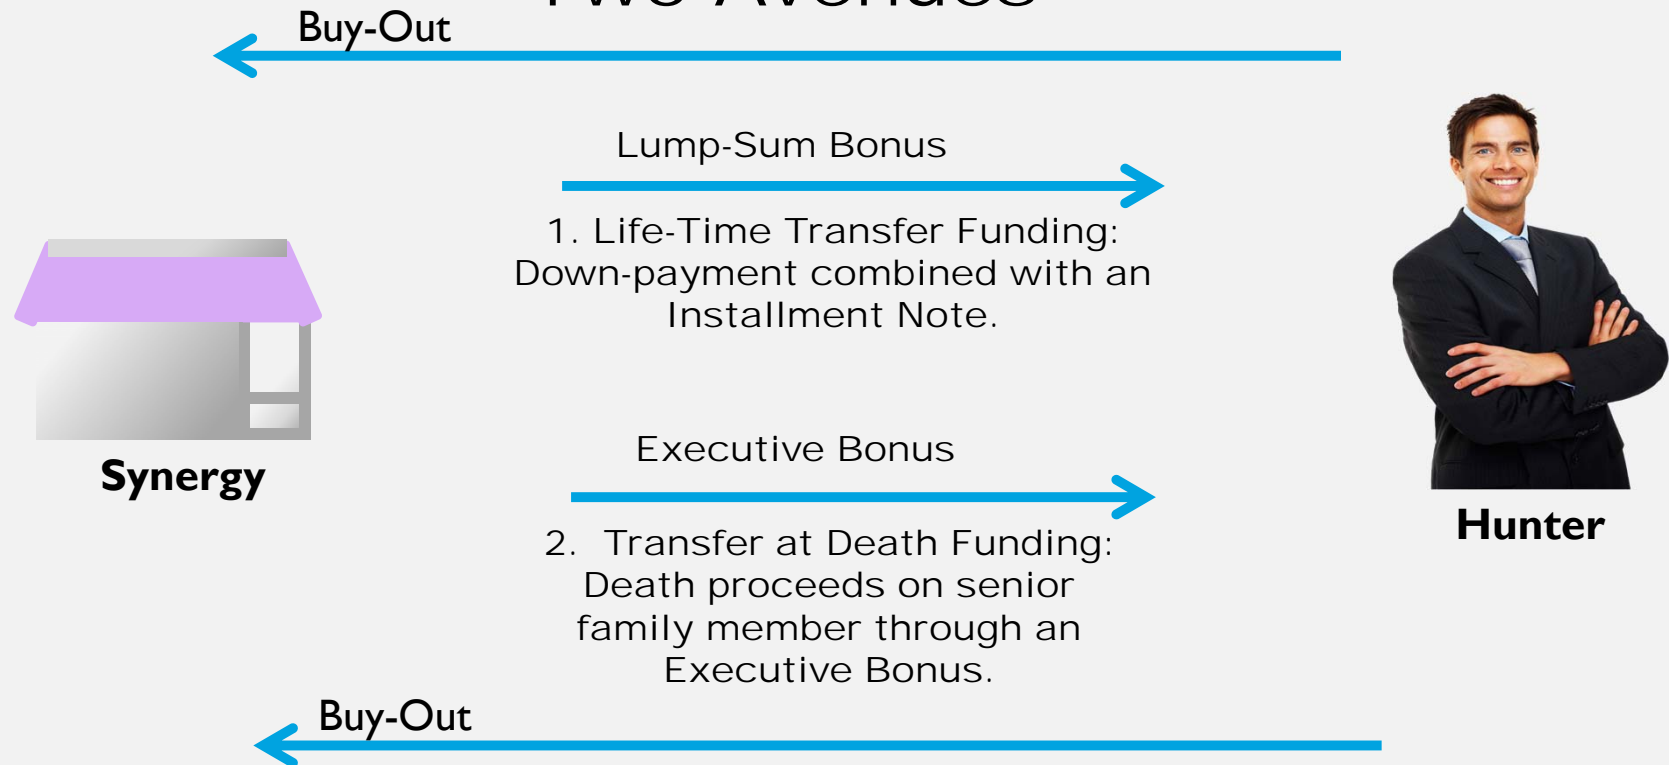 Two Avenues
Buy-Out
Lump-Sum Bonus
1. Life-Time Transfer Funding:
Down-payment combined with an
Installment Note.
Synergy
Executive Bonus
Hunter
2. Transfer at Death Funding:
Death proceeds on senior
family member through an
Executive Bonus.
Buy-Out